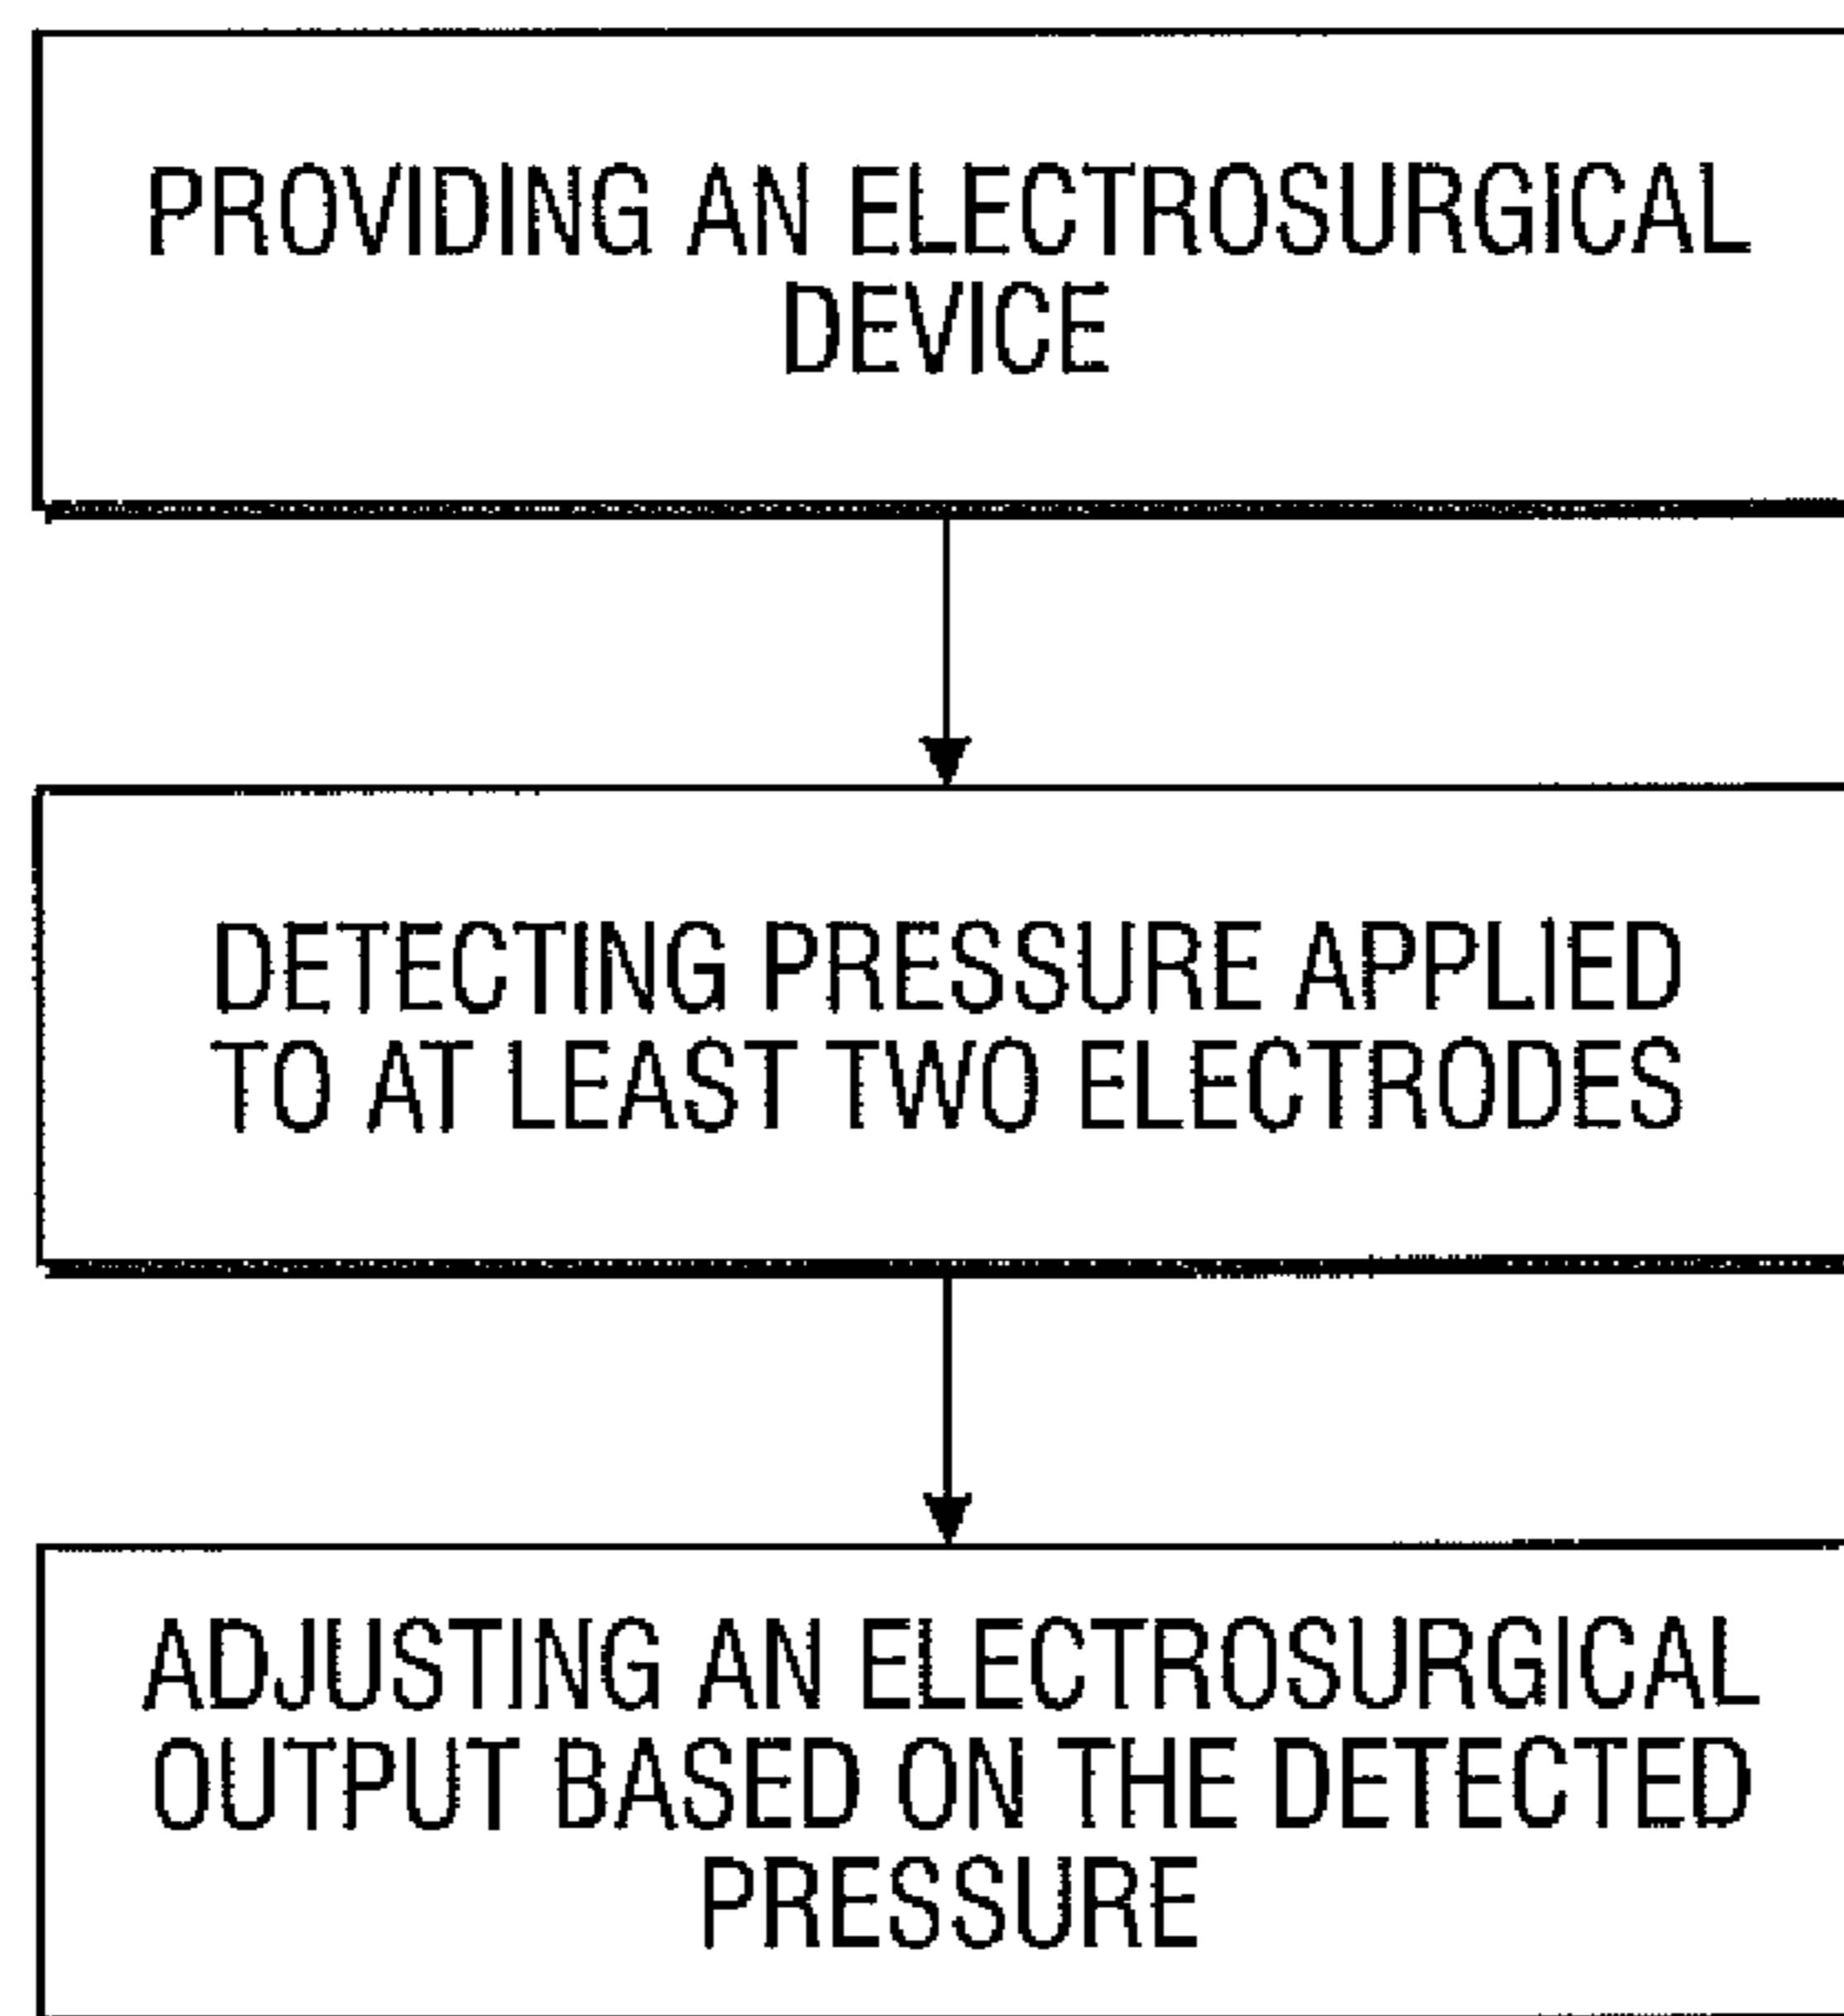 PROVIDING AN ELECTROSURGICAL
DEVICE
DETECTING PRESSURE APPLIED
TO AT LEAST TWO ELECTRODES
ADJUSTING AN ELECTROSURGICAL
OUTPUT BASED ON THE DETECTED
PRESSURE